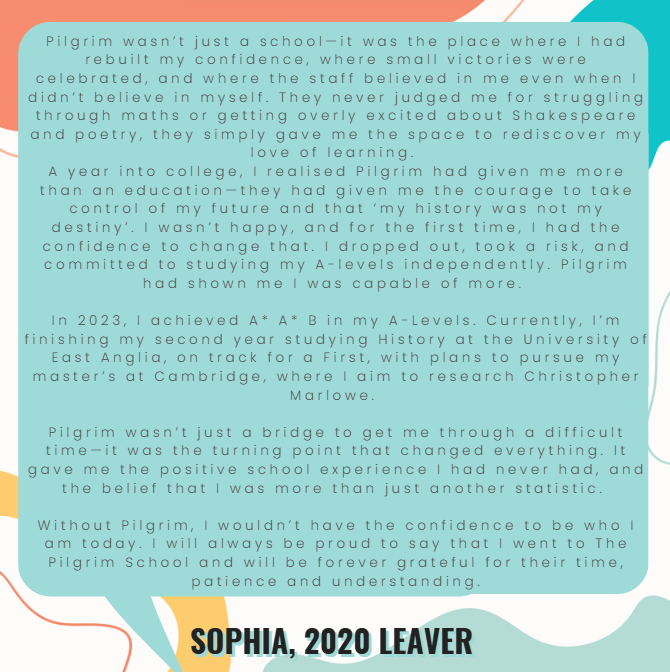 Pilgrim wasn't just a school—it was the place where I had
rebuilt my confidence, where small victories were
celebrated, and where the staff believed in me even when I
didn't believe in myself. They never judged me for struggling
through maths or getting overly excited about Shakespeare
and poetry, they simply gave me the space to rediscover my
love of learning.
A year into college, I realised Pilgrim had given me more
than an education—they had given me the courage to take
control of my future and that 'my history was not my
destiny'. I wasn't happy, and for the first time, I had the
confidence to change that. I dropped out, took a risk, and
committed to studying my A-levels independently. Pilgrim
had shown me I was capable of more.
In 2023, I achieved A* A* B in my A-Levels. Currently, I'm
finishing my second year studying History at the University of
East Anglia, on track for a First, with plans to pursue my
master's at Cambridge, where I aim to research Christopher
Marlowe.
Pilgrim wasn't just a bridge to get me through a difficult
time—it was the turning point that changed everything. It
gave me the positive school experience I had never had, and
the belief that I was more than just another statistic.
Without Pilgrim, I wouldn't have the confidence to be who I
am today. I will always be proud to say that I went to The
Pilgrim School and will be forever grateful for their time,
patience and understanding.
SOPHIA, 2020 LEAVER